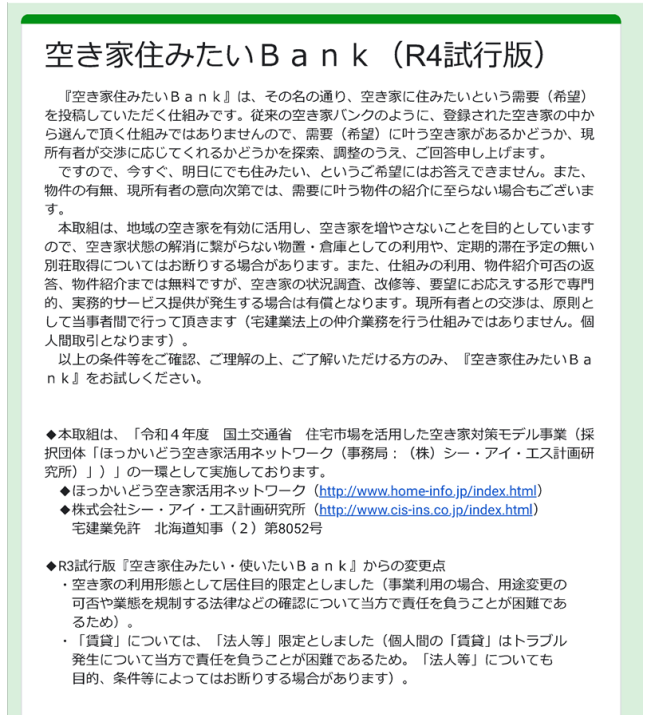 空き家住みたいＢａｎｋ（R4試行版）
『空き家住みたいＢａｎｋ』は、その名の通り、空き家に住みたいという需要（希望）
を投稿していただく仕組みです。従来の空き家バンクのように、登録された空き家の中か
ら選んで頂く仕組みではありませんので、需要（希望）に叶う空き家があるかどうか、現
所有者が交渉に応じてくれるかどうかを探索、調整のうえ、ご回答申し上げます。
ですので、今すぐ、明日にでも住みたい、というご希望にはお答えできません。また、
物件の有無、現所有者の意向次第では、需要に叶う物件の紹介に至らない場合もございま
す。
本取組は、地域の空き家を有効に活用し、空き家を増やさないことを目的としています
ので、空き家状態の解消に繋がらない物置・倉庫としての利用や、定期的滞在予定の無い
別荘取得についてはお断りする場合があります。また、仕組みの利用、物件紹介可否の返
答、物件紹介までは無料ですが、空き家の状況調査、改修等、要望にお応えする形で専門
的、実務的サービス提供が発生する場合は有償となります。現所有者との交渉は、原則と
して当事者間で行って頂きます（宅建業法上の仲介業務を行う仕組みではありません。個
人間取引となります）。
以上の条件等をご確認、ご理解の上、ご了解いただける方のみ、『空き家住みたいＢａ
ｎｋ』をお試しください。
◆本取組は、「令和４年度　国土交通省　住宅市場を活用した空き家対策モデル事業（採
択団体「ほっかいどう空き家活用ネットワーク（事務局：（株）シー・アイ・エス計画研
究所）」）」の一環として実施しております。
◆ほっかいどう空き家活用ネットワーク（http://www.home-info.jp/index.html）
◆株式会社シー・アイ・エス計画研究所（http://www.cis-ins.co.jp/index.html）
宅建業免許　北海道知事（２）第8052号
◆R3試行版『空き家住みたい・使いたいＢａｎｋ』からの変更点
・空き家の利用形態として居住目的限定としました（事業利用の場合、用途変更の
可否や業態を規制する法律などの確認について当方で責任を負うことが困難であ
るため）。
・「賃貸」については、「法人等」限定としました（個人間の「賃貸」はトラブル
発生について当方で責任を負うことが困難であるため。「法人等」についても
目的、条件等によってはお断りする場合があります）。